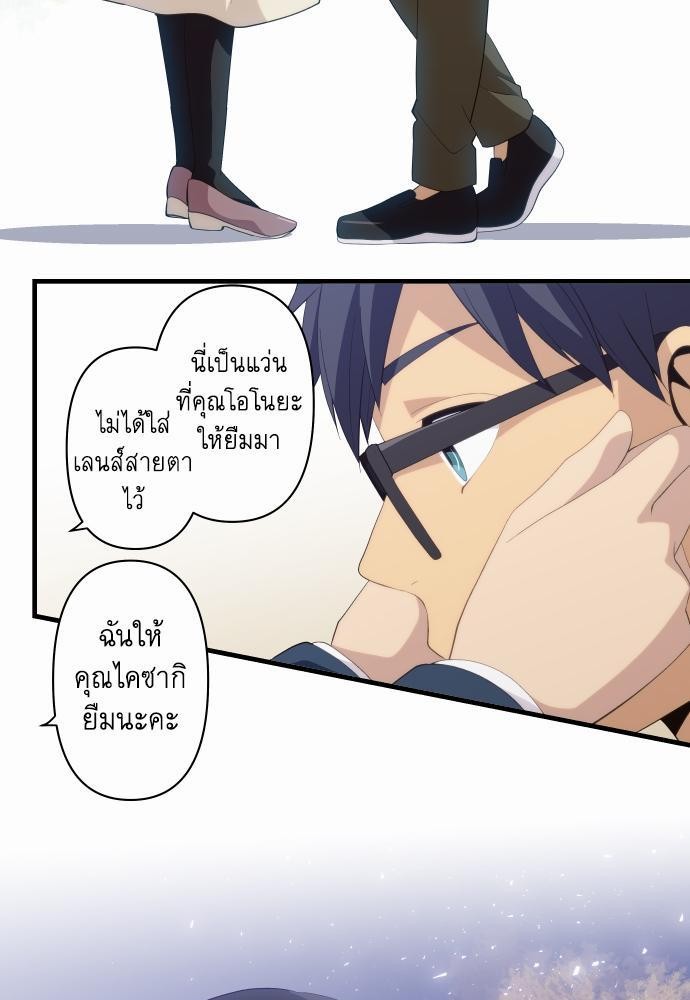 นี่เป็นแว่น
ที่คุณโอโนยะ
ให้ยืมมา
ไม่ได้ใส่
เลนส์สายตา
ไว้
ฉันให้
คุณไคซากิ
ยืมนะคะ